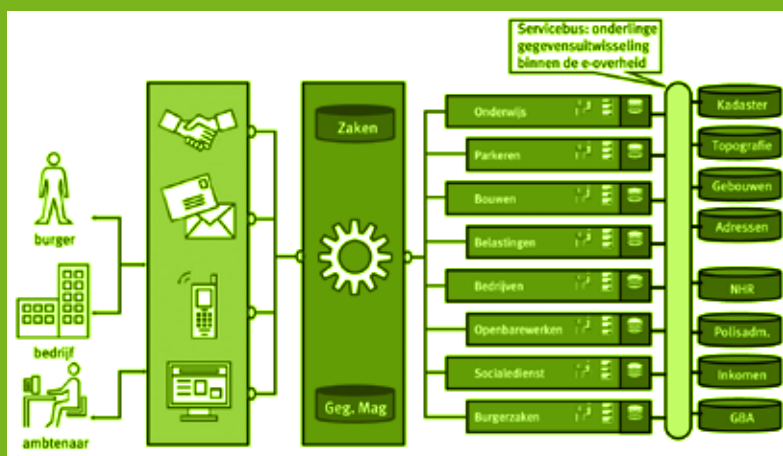 Servicebus: onderlinge
gegevensuitwisseling
binnen de e-overheid
burger
bedrijf
ambtenaar
Zaken
Geg. Mag
Onderwijs
Parkeren
Bouwen
Belastingen
Bedrijven
Openbarewerken
Socialedienst
Burgerzaken
Kadaster
Topografie
Gebouwen
Adressen
NHR
Polisadm.
Inkomen
GBA